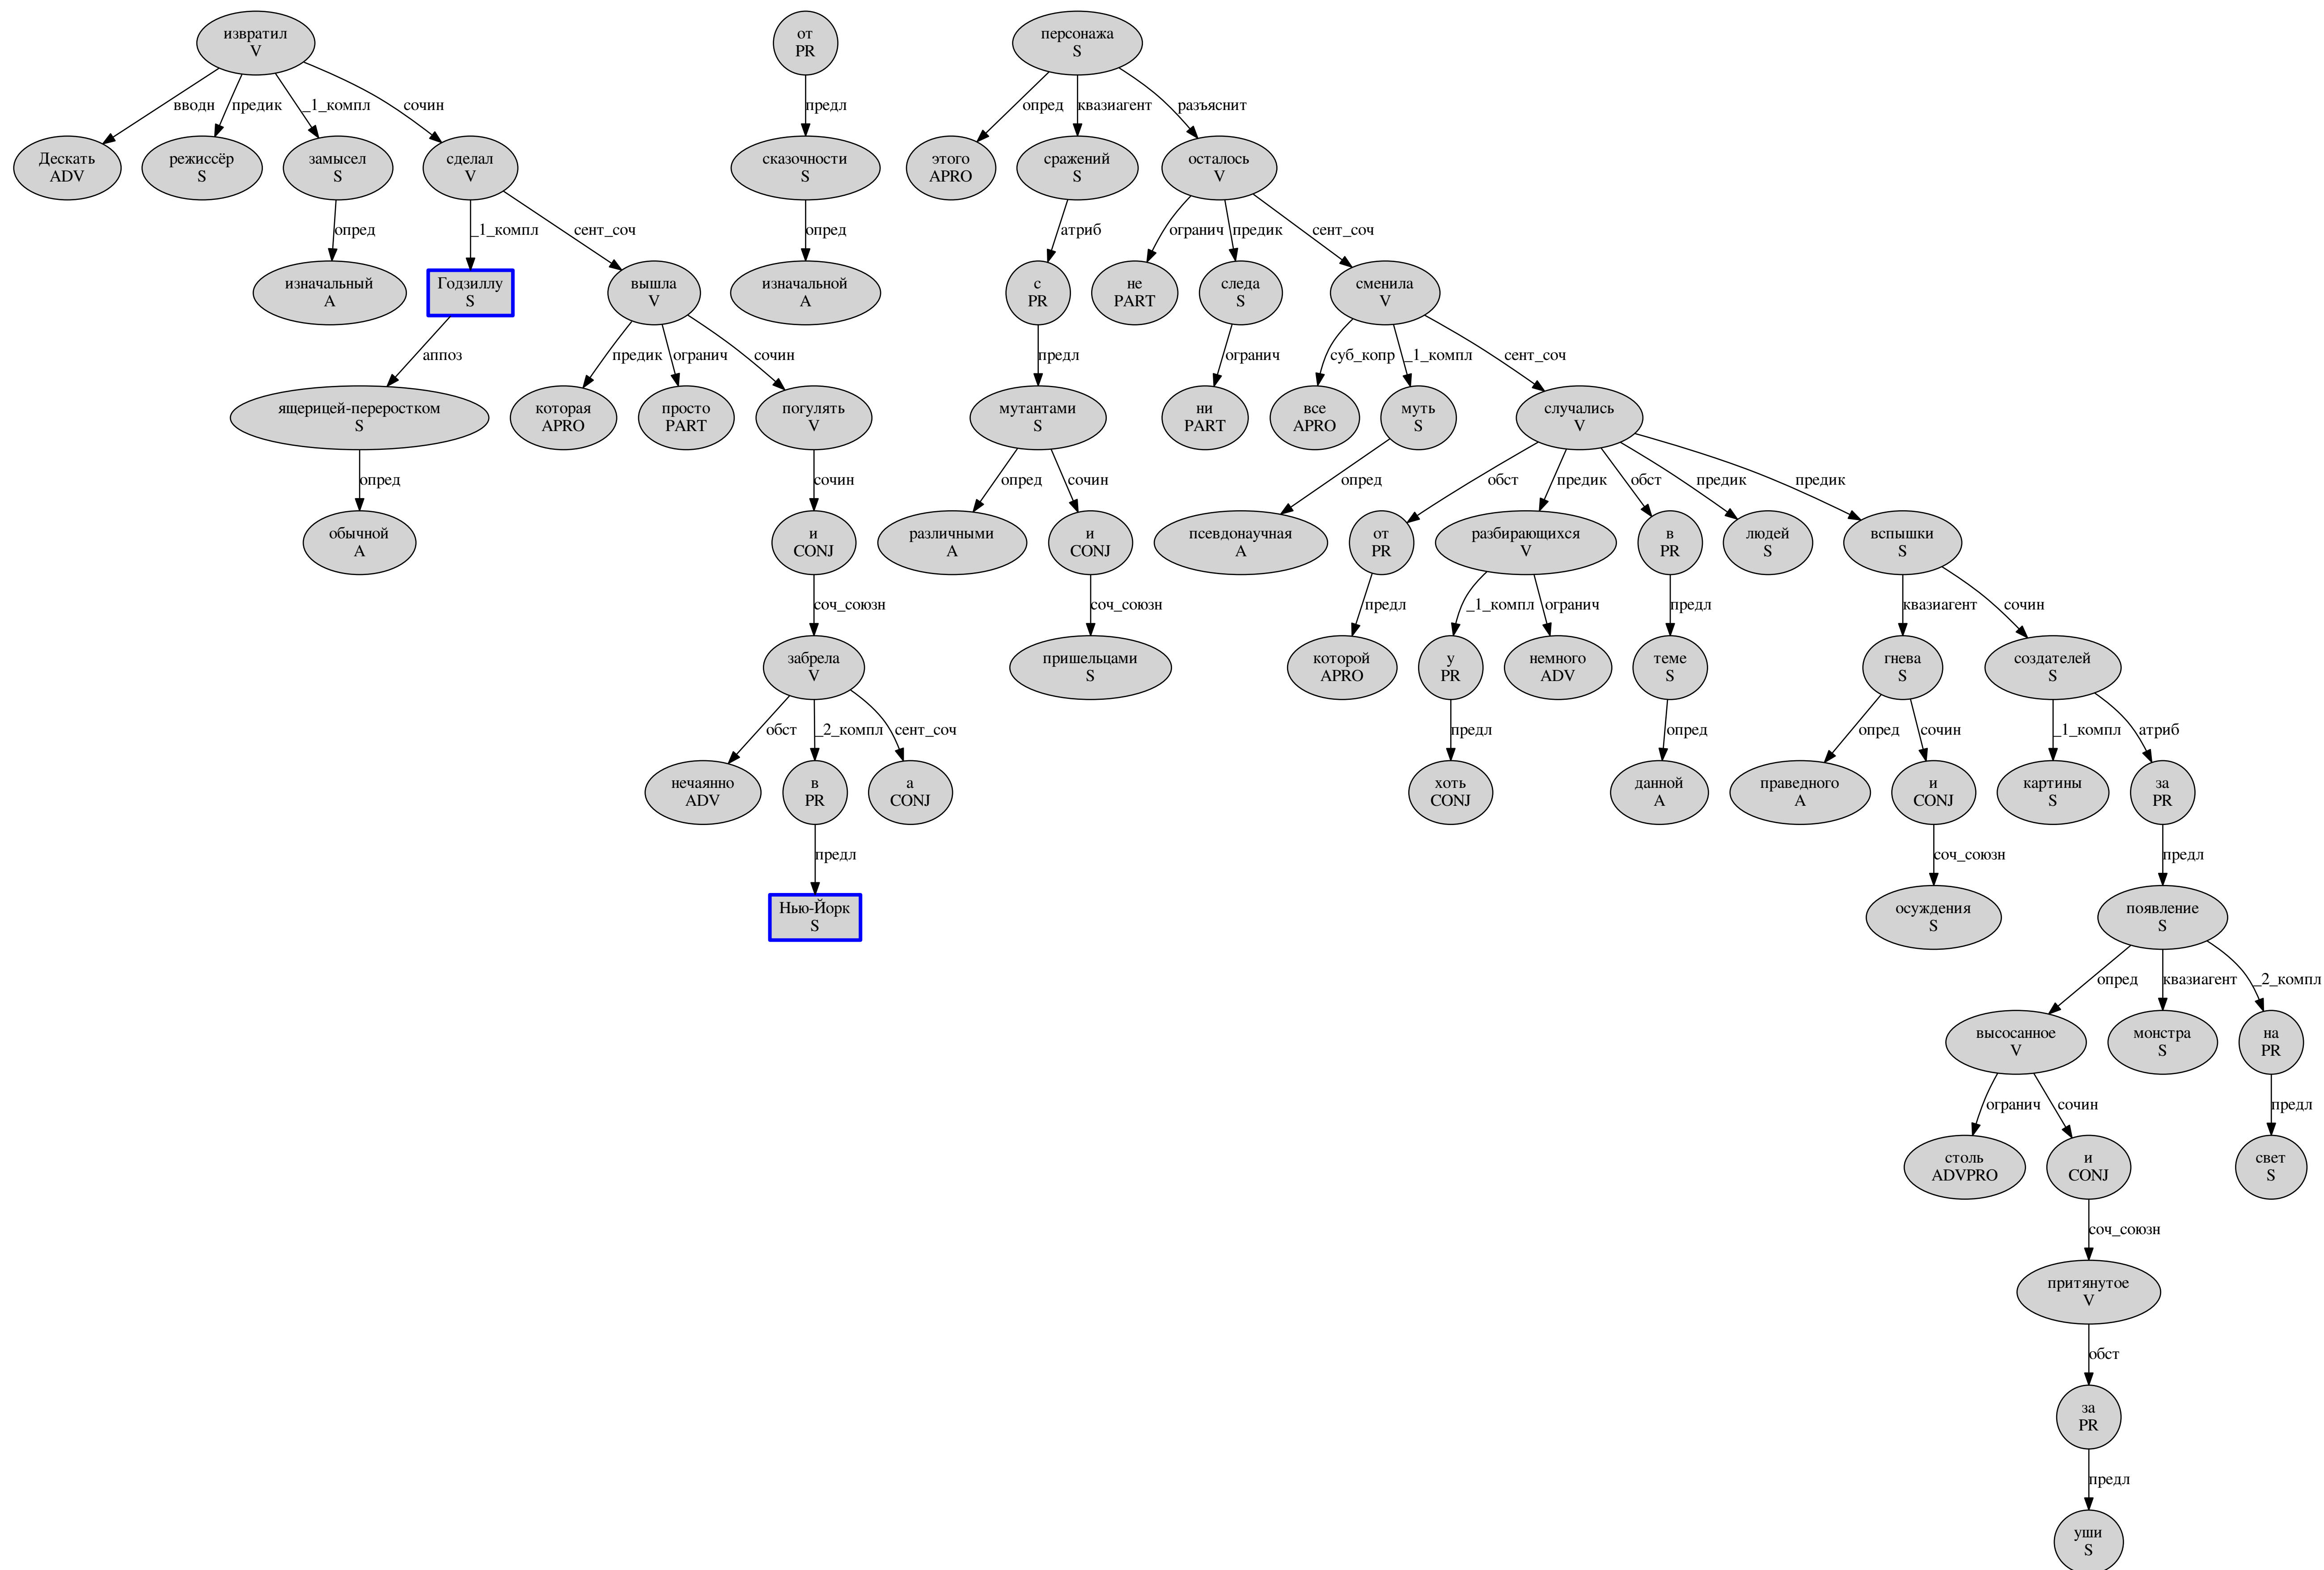 извратил
V
от
PR
персонажа
S
вводн
предик
_1_компл
сочин
предл
опред
квазиагент
разъяснит
Дескать
ADV
режиссёр
S
замысел
S
сделал
V
сказочности
S
этого
APRO
сражений
S
осталось
V
опред
_1_компл
сент_соч
опред
атриб
огранич
предик
сент_соч
изначальный
A
Годзиллу
S
вышла
V
изначальной
A
с
PR
не
PART
следа
S
сменила
V
аппоз
предик
огранич
сочин
предл
огранич
суб_копр
_1_компл
сент_соч
ящерицей-переростком
S
которая
APRO
просто
PART
погулять
V
мутантами
S
ни
PART
все
APRO
муть
S
случались
V
опред
сочин
опред
сочин
опред
обст
предик
обст
предик
предик
обычной
A
и
CONJ
различными
A
и
CONJ
псевдонаучная
A
от
PR
разбирающихся
V
в
PR
людей
S
вспышки
S
соч_союзн
соч_союзн
предл
_1_компл
огранич
предл
квазиагент
сочин
забрела
V
пришельцами
S
которой
APRO
у
PR
немного
ADV
теме
S
гнева
S
создателей
S
обст
_2_компл
сент_соч
предл
опред
опред
сочин
_1_компл
атриб
нечаянно
ADV
в
PR
а
CONJ
хоть
CONJ
данной
A
праведного
A
и
CONJ
картины
S
за
PR
предл
соч_союзн
предл
Нью-Йорк
S
осуждения
S
появление
S
опред
квазиагент
_2_компл
высосанное
V
монстра
S
на
PR
огранич
сочин
предл
столь
ADVPRO
и
CONJ
свет
S
соч_союзн
притянутое
V
обст
за
PR
предл
уши
S